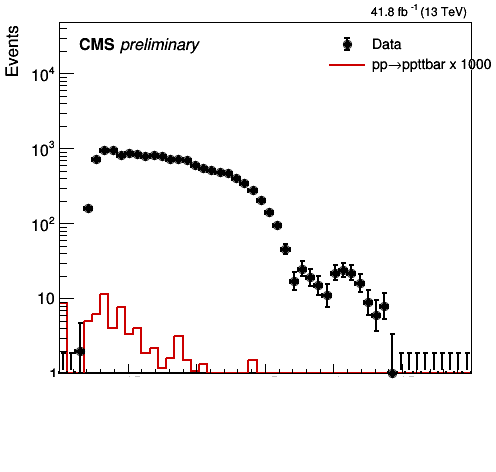 41.8 fb⁻¹ (13 TeV)
Events
CMS preliminary
Data
pp→ppttbar x 1000
10⁴
10³
10²
10
1